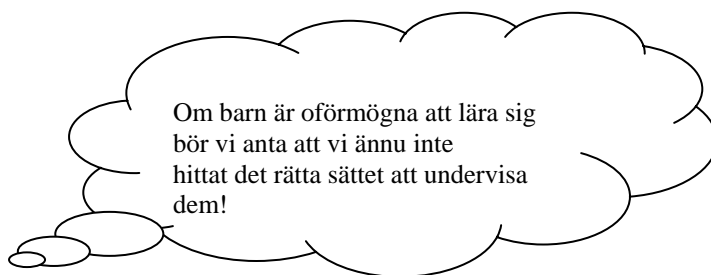 Om barn är oförmögna att lära sig
bör vi anta att vi ännu inte
hittat det rätta sättet att undervisa
dem!